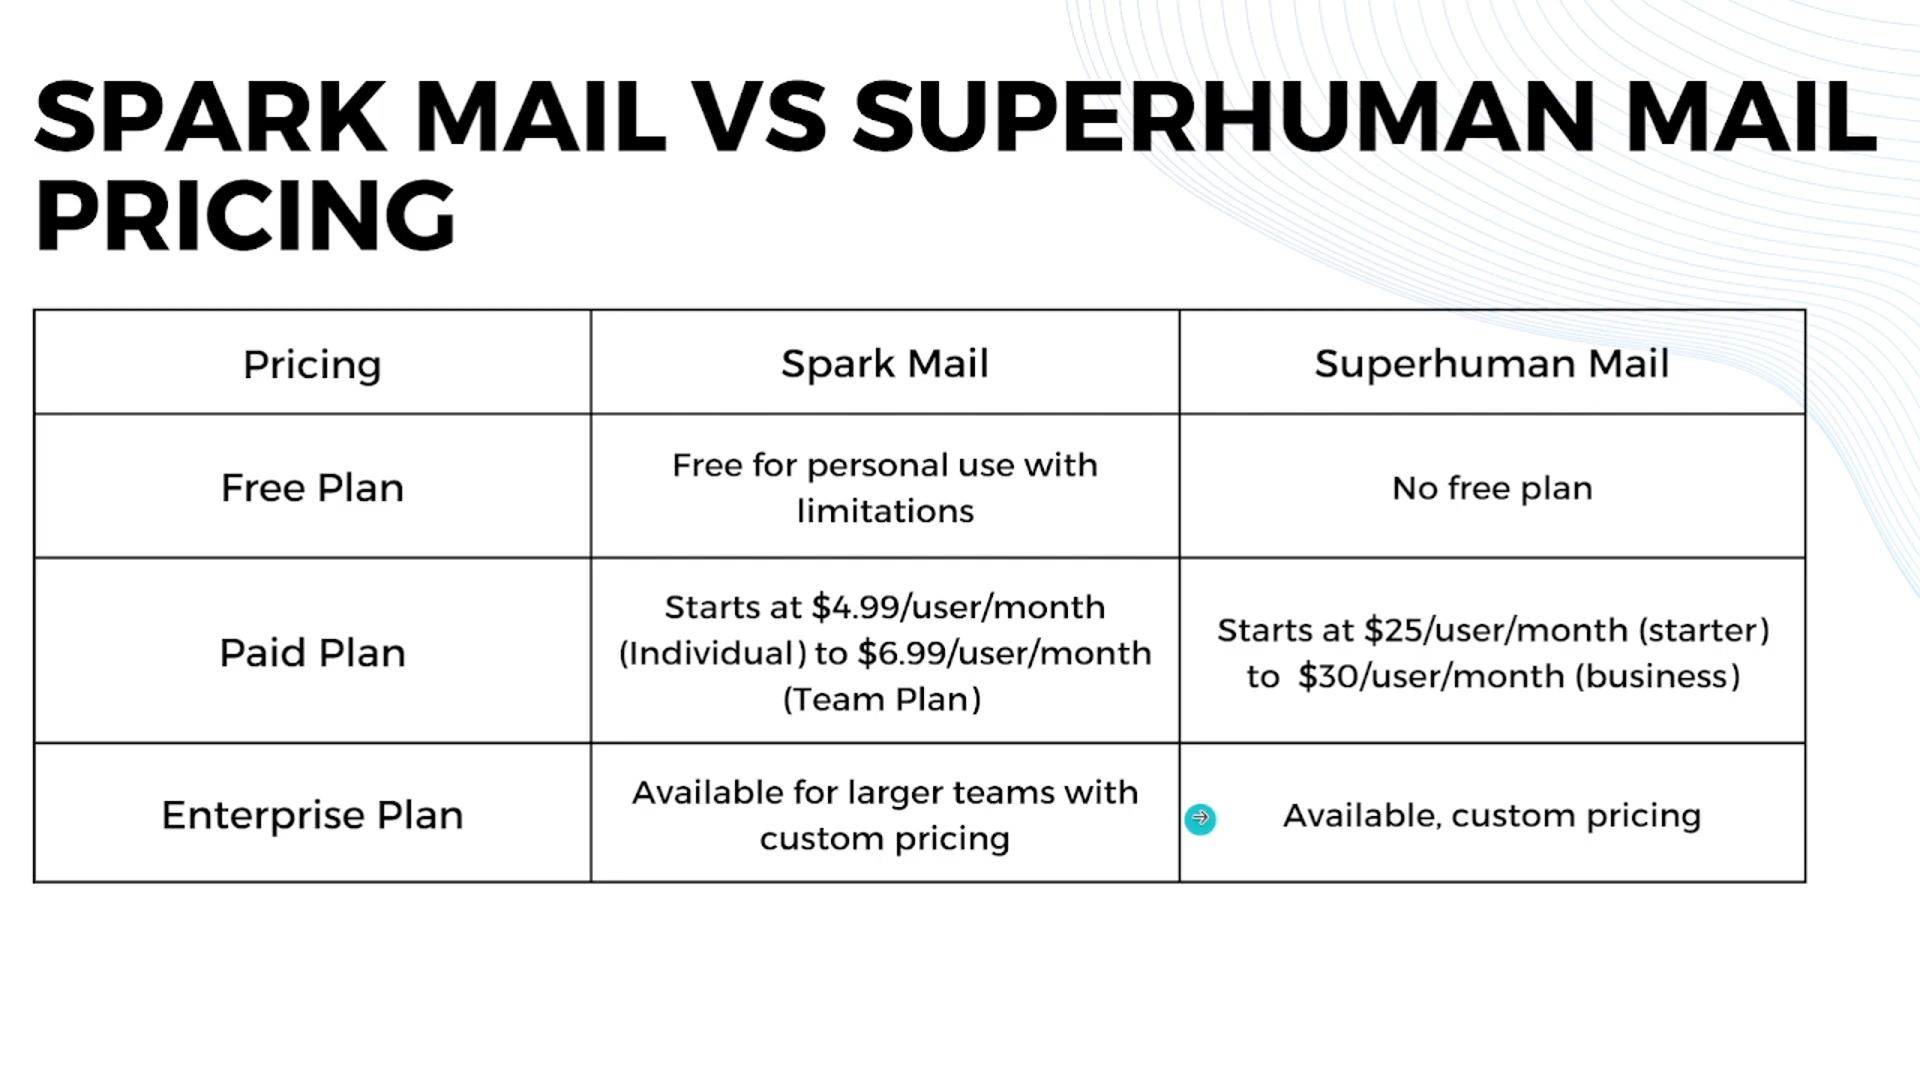 SPARK MAIL VS SUPERHUMAN MAIL
PRICING
Pricing
Spark Mail
Superhuman Mail
Free Plan
Free for personal use with
limitations
No free plan
Paid Plan
Starts at $4.99/user/month
(Individual) to $6.99/user/month
(Team Plan)
Starts at $25/user/month (starter)
to  $30/user/month (business)
Enterprise Plan
Available for larger teams with
custom pricing
Available, custom pricing